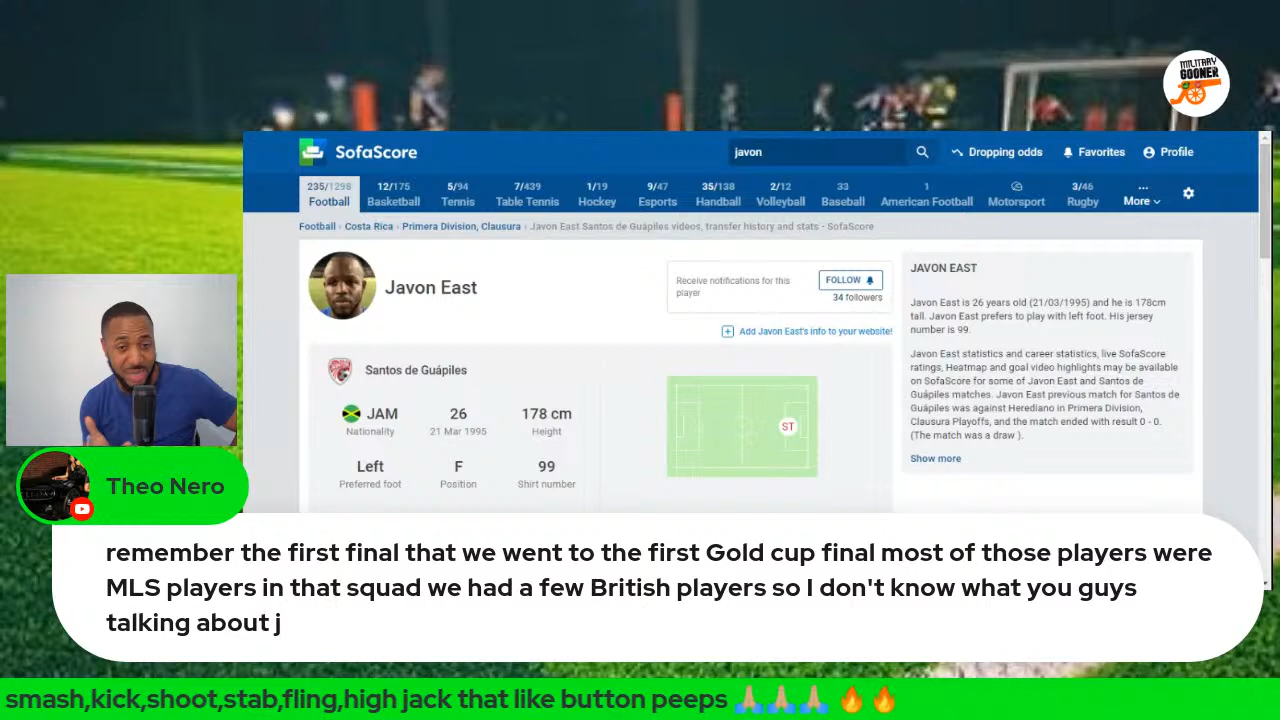 MILITARY
GOONER
SofaScore
javon
Dropping odds
Favorites
Profile
235/1298
Football
12/175
Basketball
5/94
Tennis
7/439
Table Tennis
1/19
Hockey
9/47
Esports
35/138
Handball
2/12
Volleyball
33
Baseball
1
American Football
Motorsport
3/46
Rugby
...
More
Football › Costa Rica › Primera Division, Clausura › Javon East Santos de Guápiles videos, transfer history and stats - SofaScore
Javon East
Receive notifications for this
player
FOLLOW
34 followers
Add Javon East's info to your website!
Santos de Guápiles
JAM
Nationality
26
21 Mar 1995
178 cm
Height
Left
Preferred foot
F
Position
99
Shirt number
ST
JAVON EAST
Javon East is 26 years old (21/03/1995) and he is 178cm
tall. Javon East prefers to play with left foot. His jersey
number is 99.
Javon East statistics and career statistics, live SofaScore
ratings, Heatmap and goal video highlights may be available
on SofaScore for some of Javon East and Santos de
Guápiles matches. Javon East previous match for Santos de
Guápiles was against Herediano in Primera División,
Clausura Playoffs, and the match ended with result 0 - 0.
(The match was a draw ).
Show more
Theo Nero
remember the first final that we went to the first Gold cup final most of those players were
MLS players in that squad we had a few British players so I don't know what you guys
talking about j
smash,kick,shoot,stab,fling,high jack that like button peeps 🙏🏽🙏🏽🙏🏽 🔥🔥